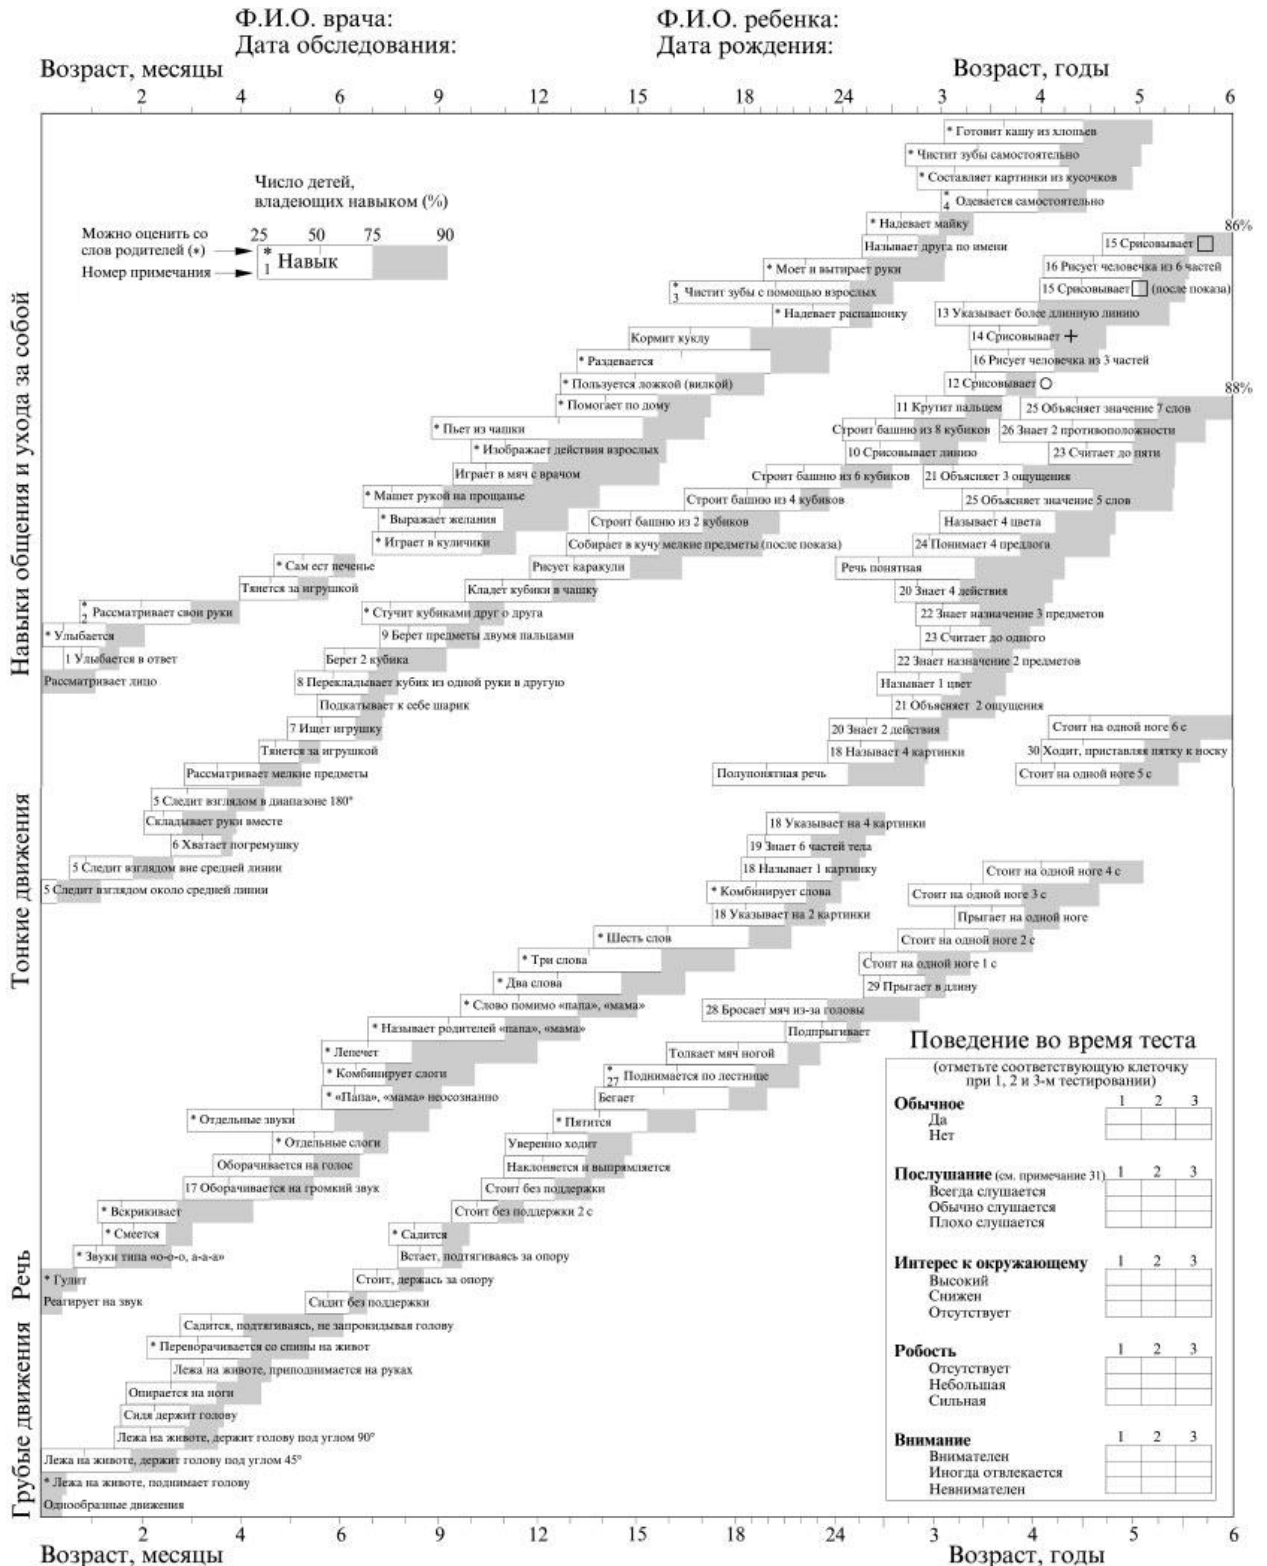 Ф.И.О. врача:
Ф.И.О. ребенка:
Дата обследования:
Дата рождения:
Возраст, месяцы
Возраст, годы
2 4 6 9 12 15 18 24 3 4 5 6
Число детей,
владеющих навыком (%)
25 50 75 90
Можно оценить со
слов родителей (*)
Номер примечания
*
1 Навык
Навыки общения и ухода за собой
* Готовит кашу из хлопьев
* Чистит зубы самостоятельно
* Составляет картинки из кусочков
*
4 Одевается самостоятельно
* Надевает майку
86%
Называет друга по имени
15 Срисовывает □
* Моет и вытирает руки
16 Рисует человечка из 6 частей
*
3 Чистит зубы с помощью взрослых
15 Срисовывает □ (после показа)
* Надевает распашонку
13 Указывает более длинную линию
Кормит куклу
14 Срисовывает +
* Раздевается
16 Рисует человечка из 3 частей
* Пользуется ложкой (вилкой)
12 Срисовывает ○
88%
* Помогает по дому
11 Крутит пальцем
25 Объясняет значение 7 слов
* Пьет из чашки
Строит башню из 8 кубиков
26 Знает 2 противоположности
* Изображает действия взрослых
10 Срисовывает линию
23 Считает до пяти
Играет в мяч с врачом
Строит башню из 6 кубиков
21 Объясняет 3 ощущения
* Машет рукой на прощанье
Строит башню из 4 кубиков
25 Объясняет значение 5 слов
* Выражает желания
Строит башню из 2 кубиков
Называет 4 цвета
* Играет в куличики
Собирает в кучу мелкие предметы (после показа)
24 Понимает 4 предлога
* Сам ест печенье
Рисует каракули
Речь понятная
Тянется за игрушкой
Кладет кубики в чашку
20 Знает 4 действия
*
2 Рассматривает свои руки
* Стучит кубиками друг о друга
22 Знает назначение 3 предметов
* Улыбается
9 Берет предметы двумя пальцами
23 Считает до одного
1 Улыбается в ответ
Берет 2 кубика
22 Знает назначение 2 предметов
Рассматривает лицо
8 Перекладывает кубик из одной руки в другую
Называет 1 цвет
Подкатывает к себе шарик
21 Объясняет 2 ощущения
7 Ищет игрушку
20 Знает 2 действия
Стоит на одной ноге 6 с
Тянется за игрушкой
18 Называет 4 картинки
30 Ходит, приставляя пятку к носку
Рассматривает мелкие предметы
Полупонятная речь
Стоит на одной ноге 5 с
Тонкие движения
5 Следит взглядом в диапазоне 180°
Складывает руки вместе
18 Указывает на 4 картинки
6 Хватает погремушку
19 Знает 6 частей тела
5 Следит взглядом вне средней линии
18 Называет 1 картинку
Стоит на одной ноге 4 с
5 Следит взглядом около средней линии
* Комбинирует слова
Стоит на одной ноге 3 с
18 Указывает на 2 картинки
Прыгает на одной ноге
* Шесть слов
Стоит на одной ноге 2 с
* Три слова
Стоит на одной ноге 1 с
* Два слова
29 Прыгает в длину
* Слово помимо «папа», «мама»
28 Бросает мяч из-за головы
* Называет родителей «папа», «мама»
Подпрыгивает
* Лепечет
Толкает мяч ногой
* Комбинирует слоги
*
27 Поднимается по лестнице
* «Папа», «мама» неосознанно
Бегает
* Отдельные звуки
* Пятится
* Отдельные слоги
Уверенно ходит
Оборачивается на голос
Наклоняется и выпрямляется
17 Оборачивается на громкий звук
Стоит без поддержки
* Вскрикивает
Стоит без поддержки 2 с
* Смеется
* Садится
Речь
* Звуки типа «о-о-о, а-а-а»
Встает, подтягиваясь за опору
* Гулит
Стоит, держась за опору
Реагирует на звук
Сидит без поддержки
Грубые движения
Садится, подтягиваясь, не запрокидывая голову
* Переворачивается со спины на живот
Лежа на животе, приподнимается на руках
Опирается на ноги
Сидя держит голову
Лежа на животе, держит голову под углом 90°
Лежа на животе, держит голову под углом 45°
* Лежа на животе, поднимает голову
Однообразные движения
Поведение во время теста
(отметьте соответствующую клеточку
при 1, 2 и 3-м тестировании)
Обычное 1 2 3
Да
Нет
Послушание (см. примечание 31) 1 2 3
Всегда слушается
Обычно слушается
Плохо слушается
Интерес к окружающему 1 2 3
Высокий
Снижен
Отсутствует
Робость 1 2 3
Отсутствует
Небольшая
Сильная
Внимание 1 2 3
Внимателен
Иногда отвлекается
Невнимателен
2 4 6 9 12 15 18 24 3 4 5 6
Возраст, месяцы
Возраст, годы